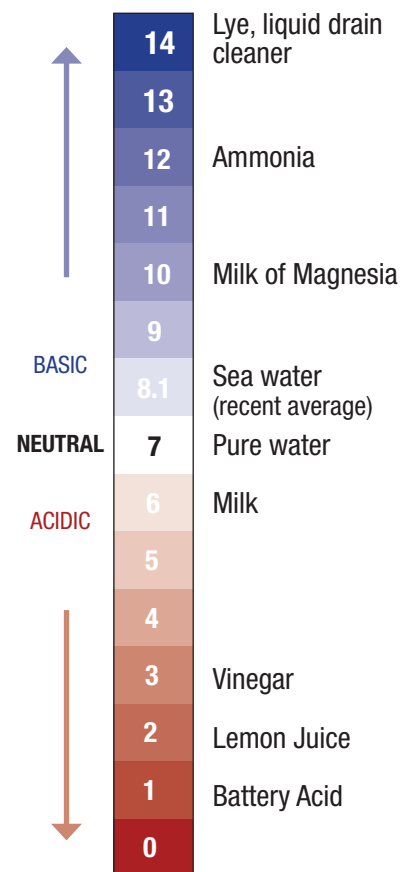 14 Lye, liquid drain
cleaner
13
12 Ammonia
11
10 Milk of Magnesia
9
BASIC
8.1 Sea water
(recent average)
NEUTRAL 7 Pure water
6 Milk
ACIDIC
5
4
3 Vinegar
2 Lemon Juice
1 Battery Acid
0